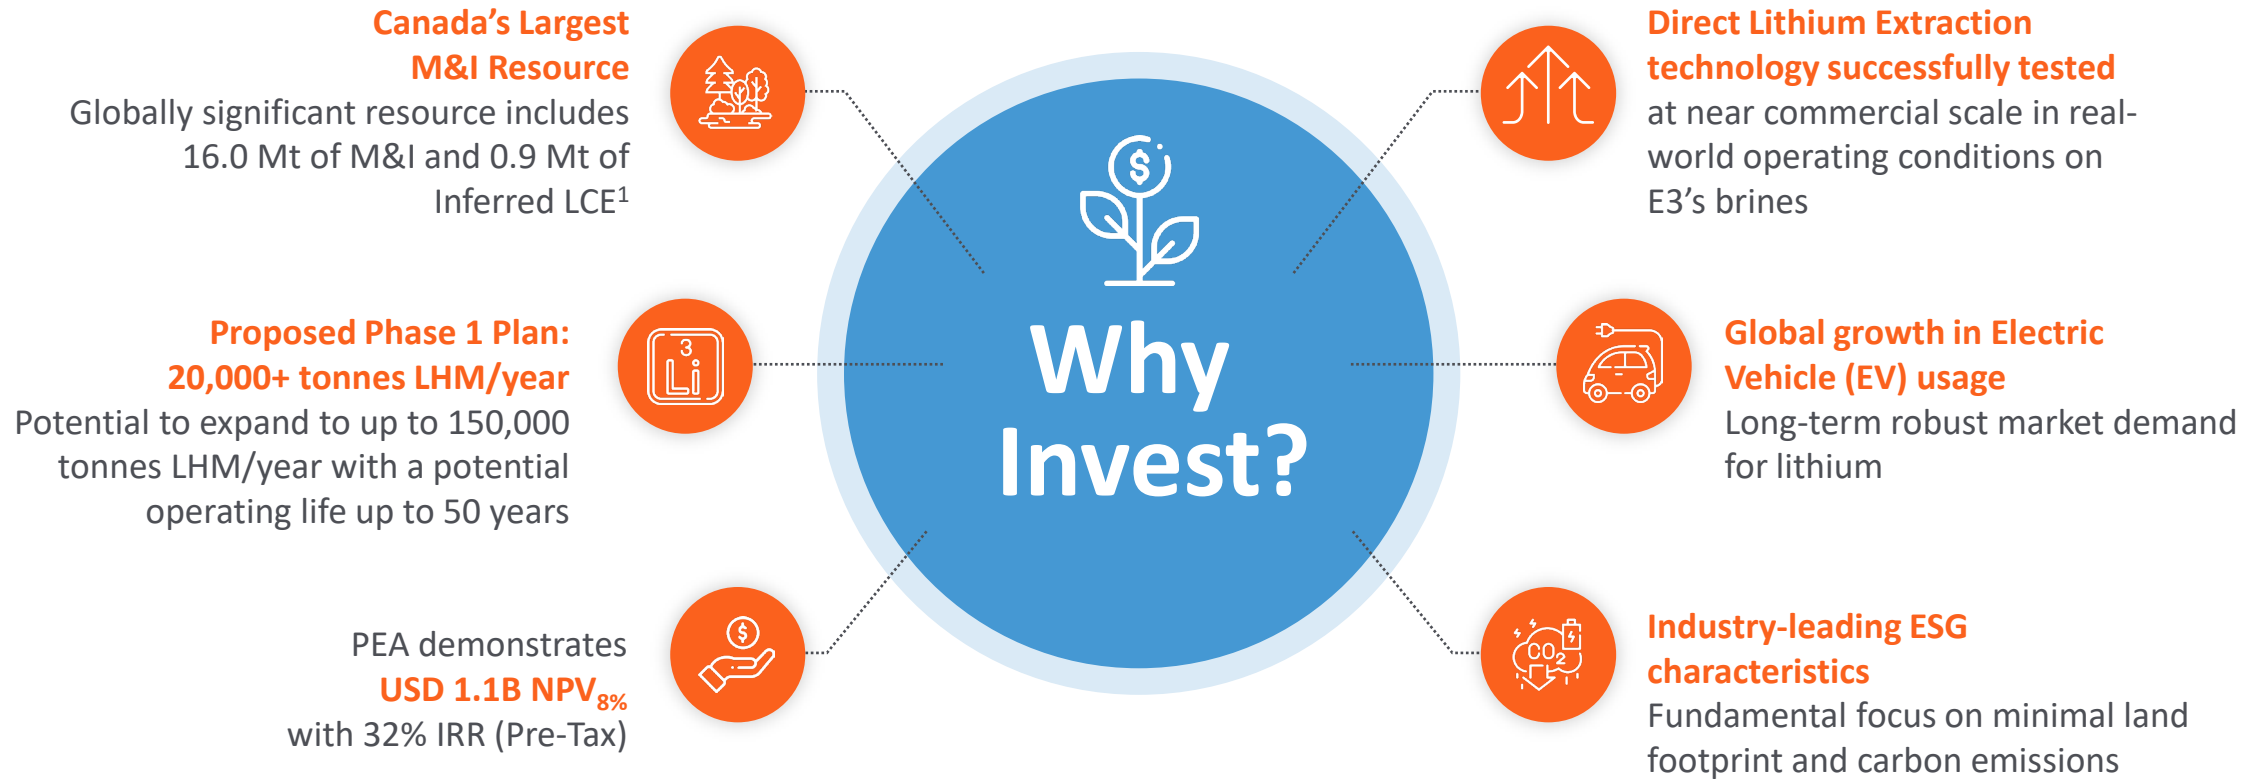 Canada’s Largest
M&I Resource
Globally significant resource includes
16.0 Mt of M&I and 0.9 Mt of
Inferred LCE1
Proposed Phase 1 Plan:
20,000+ tonnes LHM/year
Potential to expand to up to 150,000
tonnes LHM/year with a potential
operating life up to 50 years
PEA demonstrates
USD 1.1B NPV8%
with 32% IRR (Pre-Tax)
3
Li
$
$
Why
Invest?
Direct Lithium Extraction
technology successfully tested
at near commercial scale in real-
world operating conditions on
E3’s brines
Global growth in Electric
Vehicle (EV) usage
Long-term robust market demand
for lithium
CO2
Industry-leading ESG
characteristics
Fundamental focus on minimal land
footprint and carbon emissions